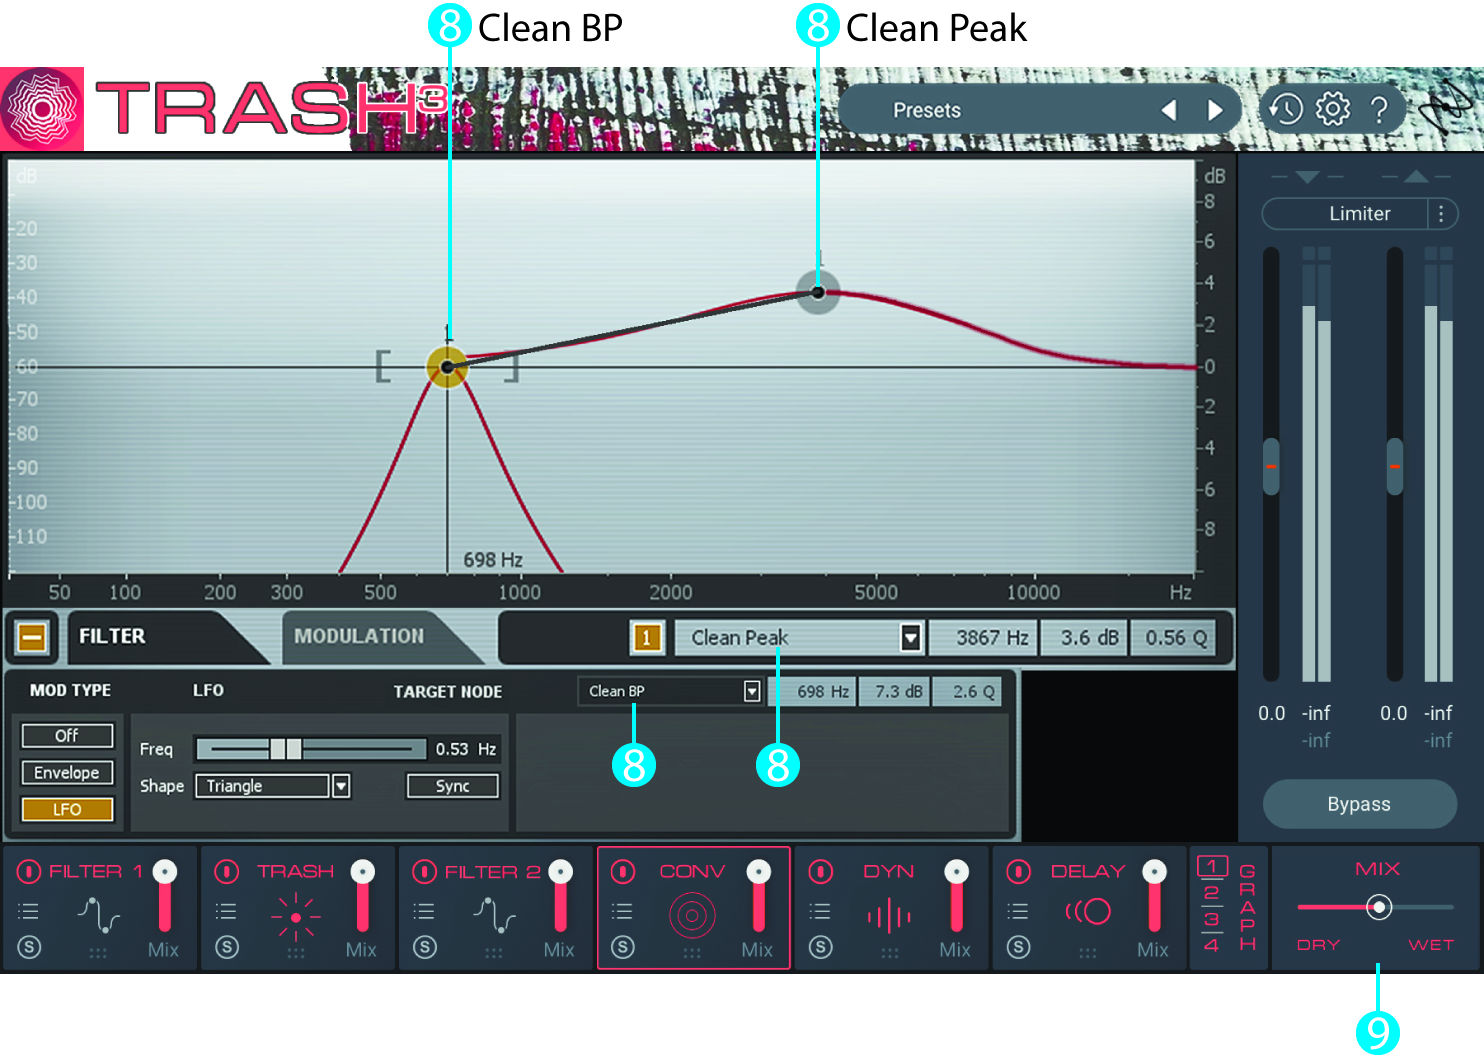 8 Clean BP
8 Clean Peak
TRASH3
Presets
?
dB
-20
-30
-40
-50
-60
-70
-80
-90
-100
-110
dB
-8
-6
-4
-2
-0
-2
-4
-6
-8
1
1
[ ]
698 Hz
50 100 200 300 500 1000 2000 5000 10000 Hz
Limiter
0.0 -inf 0.0 -inf
-inf -inf
Bypass
FILTER MODULATION 1 Clean Peak 3867 Hz 3.6 dB 0.56 Q
MOD TYPE LFO TARGET NODE Clean BP 698 Hz 7.3 dB 2.6 Q
Off
Envelope
LFO
Freq 0.53 Hz
Shape Triangle Sync
8 8
FILTER 1 TRASH FILTER 2 CONV DYN DELAY
S Mix S Mix S Mix S Mix S Mix S Mix
1
2
3
4
GRAPH
MIX
DRY WET
9